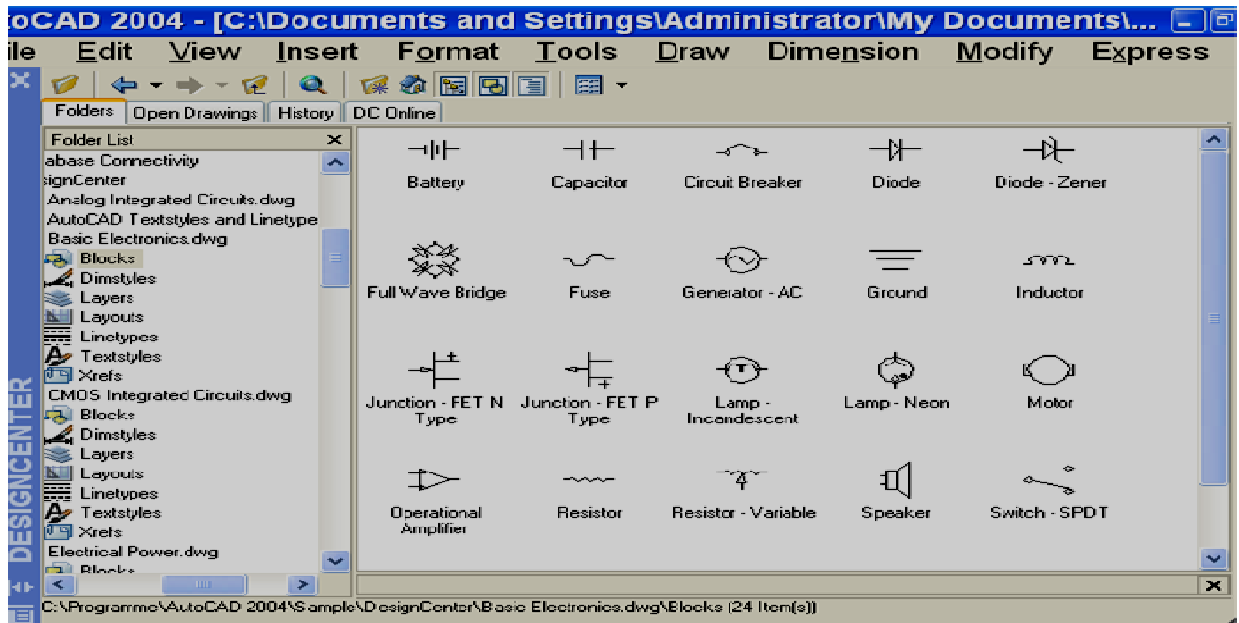 toCAD 2004 - [C:\Documents and Settings\Administrator\My Documents\...
ile Edit View Insert Format Tools Draw Dimension Modify Express
Folders Open Drawings History DC Online
Folder List
abase Connectivity
signCenter
Analog Integrated Circuits.dwg
AutoCAD Textstyles and Linetype
Basic Electronics.dwg
Blocks
Dimstyles
Layers
Layouts
Linetypes
Textstyles
Xrefs
CMOS Integrated Circuits.dwg
Blocks
Dimstyles
Layers
Layouts
Linetypes
Textstyles
Xrefs
Electrical Power.dwg
Blocks
Battery Capacitor Circuit Breaker Diode Diode - Zener
Full Wave Bridge Fuse Generator - AC Ground Inductor
Junction - FET N Type Junction - FET P Type Lamp - Incandescent Lamp - Neon Motor
Operational Amplifier Resistor Resistor - Variable Speaker Switch - SPDT
DESIGNCENTER
C:\Programme\AutoCAD 2004\Sample\DesignCenter\Basic Electronics.dwg\Blocks (24 Item(s))